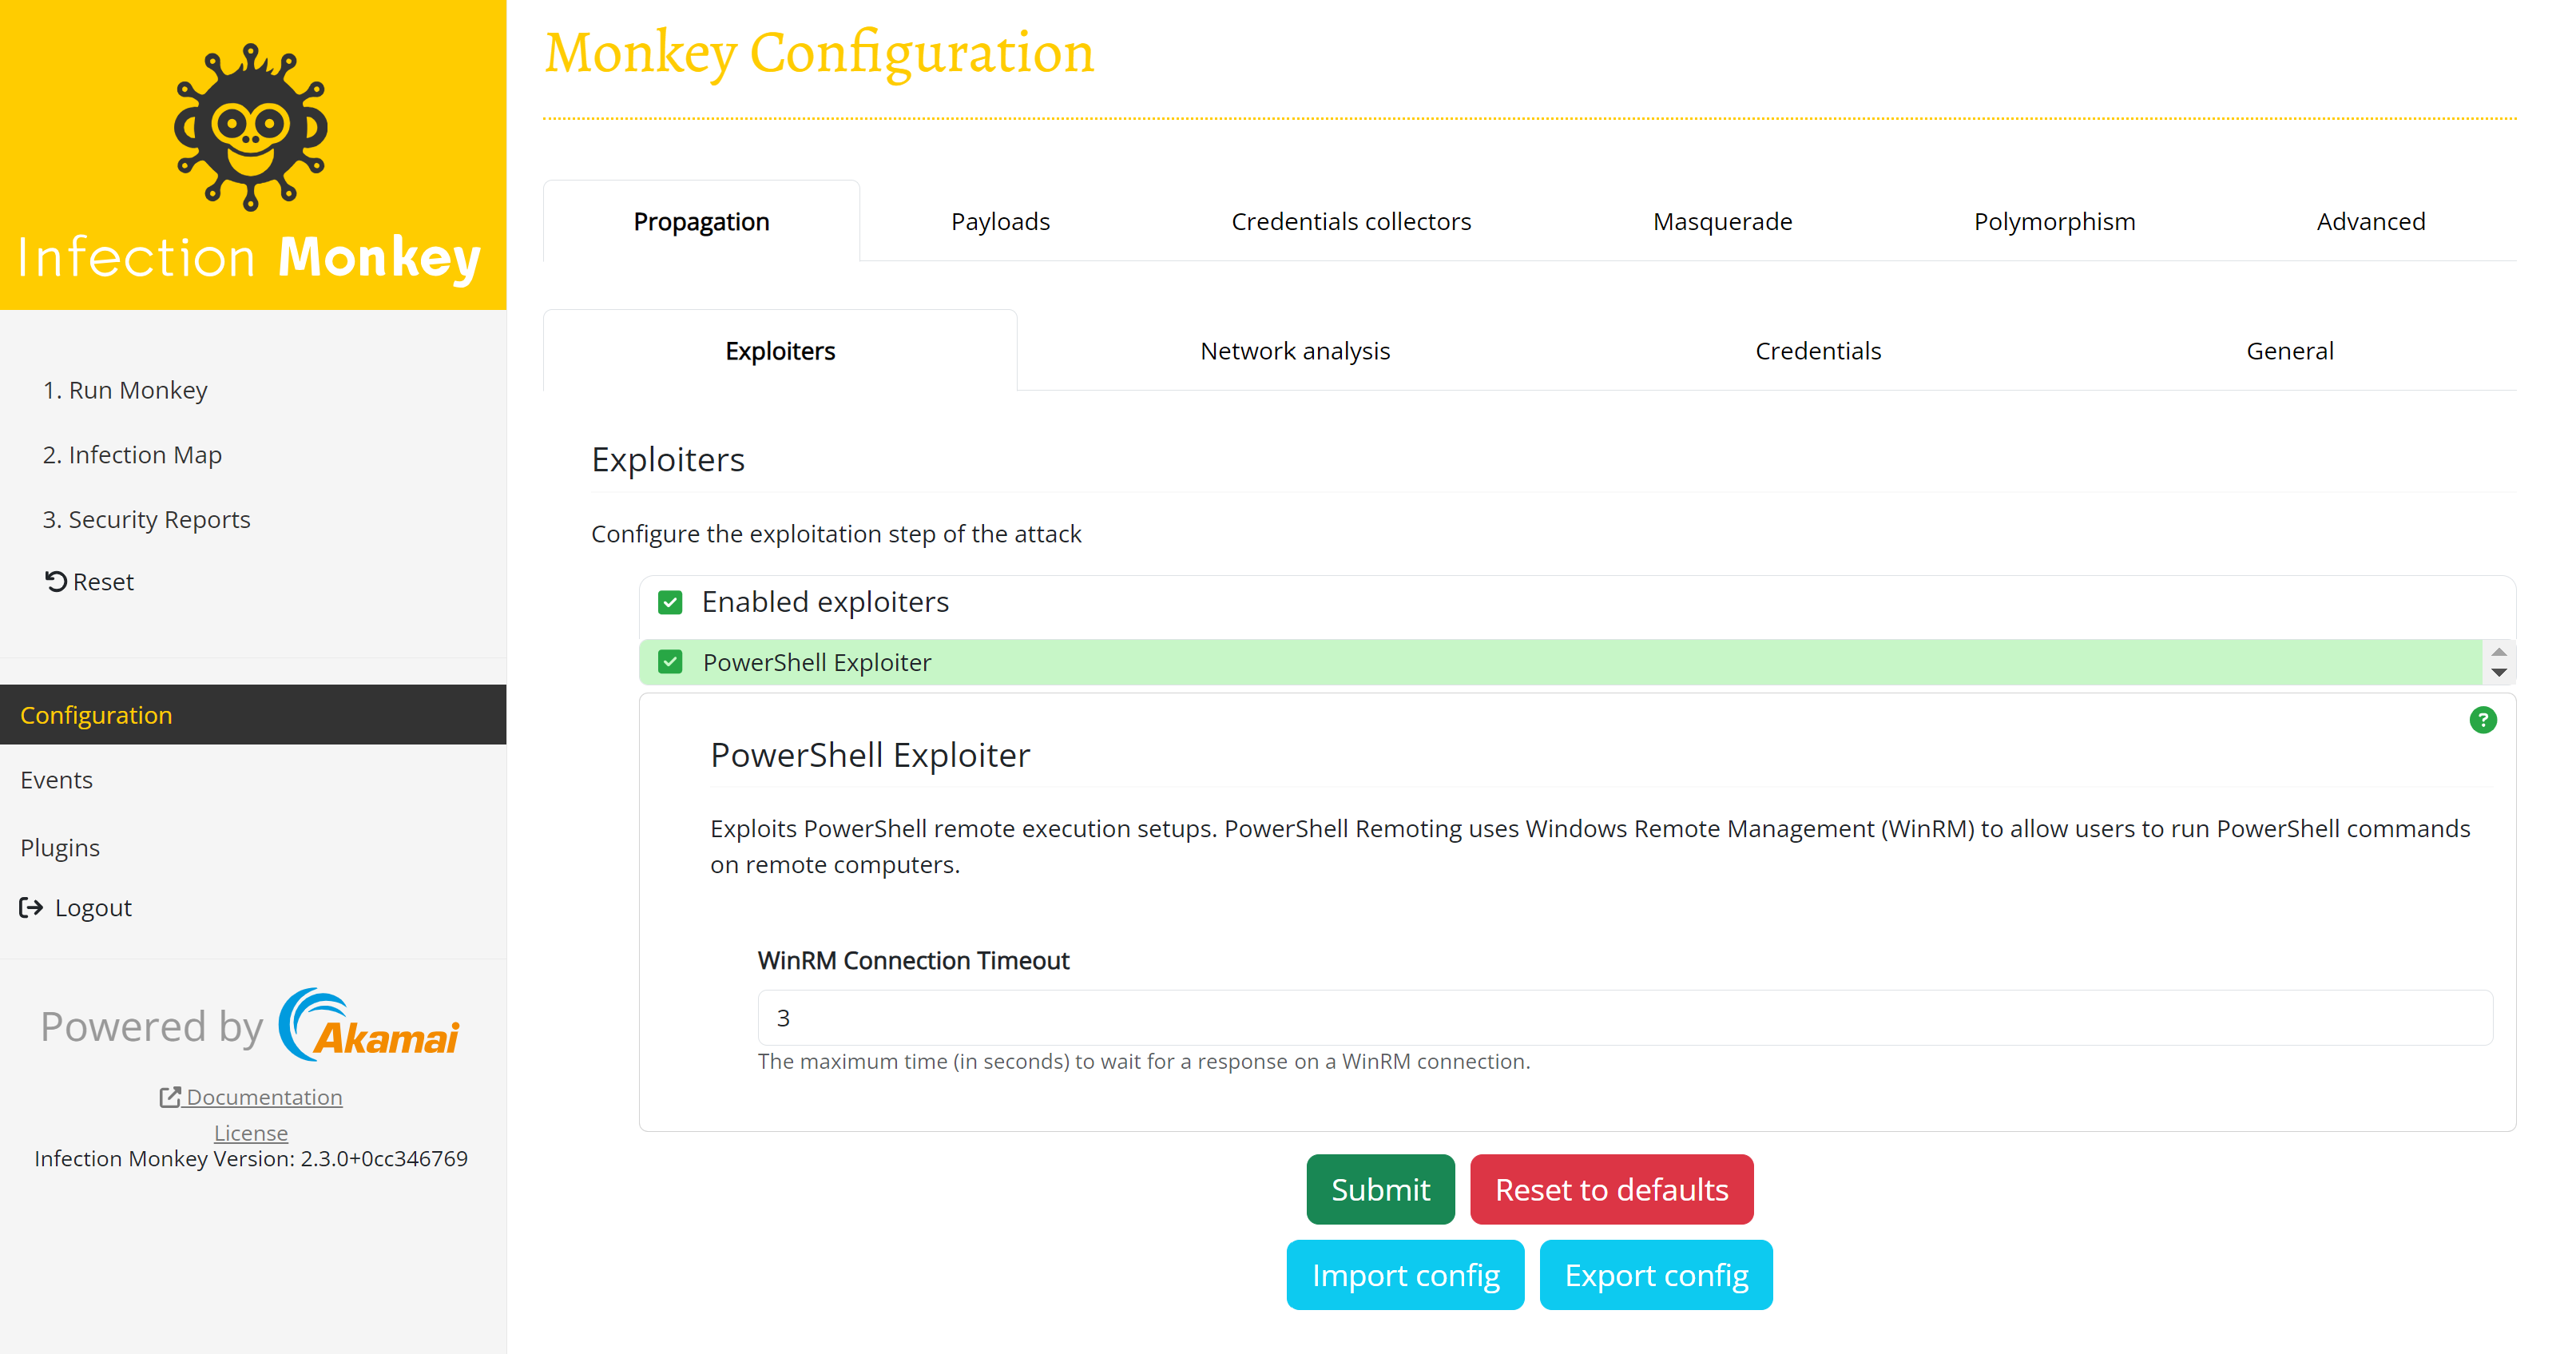 Infection Monkey
1. Run Monkey
2. Infection Map
3. Security Reports
Reset
Configuration
Events
Plugins
Logout
Powered by Akamai
Documentation
License
Infection Monkey Version: 2.3.0+0cc346769
Monkey Configuration
Propagation Payloads Credentials collectors Masquerade Polymorphism Advanced
Exploiters Network analysis Credentials General
Exploiters
Configure the exploitation step of the attack
Enabled exploiters
PowerShell Exploiter
?
PowerShell Exploiter
Exploits PowerShell remote execution setups. PowerShell Remoting uses Windows Remote Management (WinRM) to allow users to run PowerShell commands
on remote computers.
WinRM Connection Timeout
3
The maximum time (in seconds) to wait for a response on a WinRM connection.
Submit Reset to defaults
Import config Export config